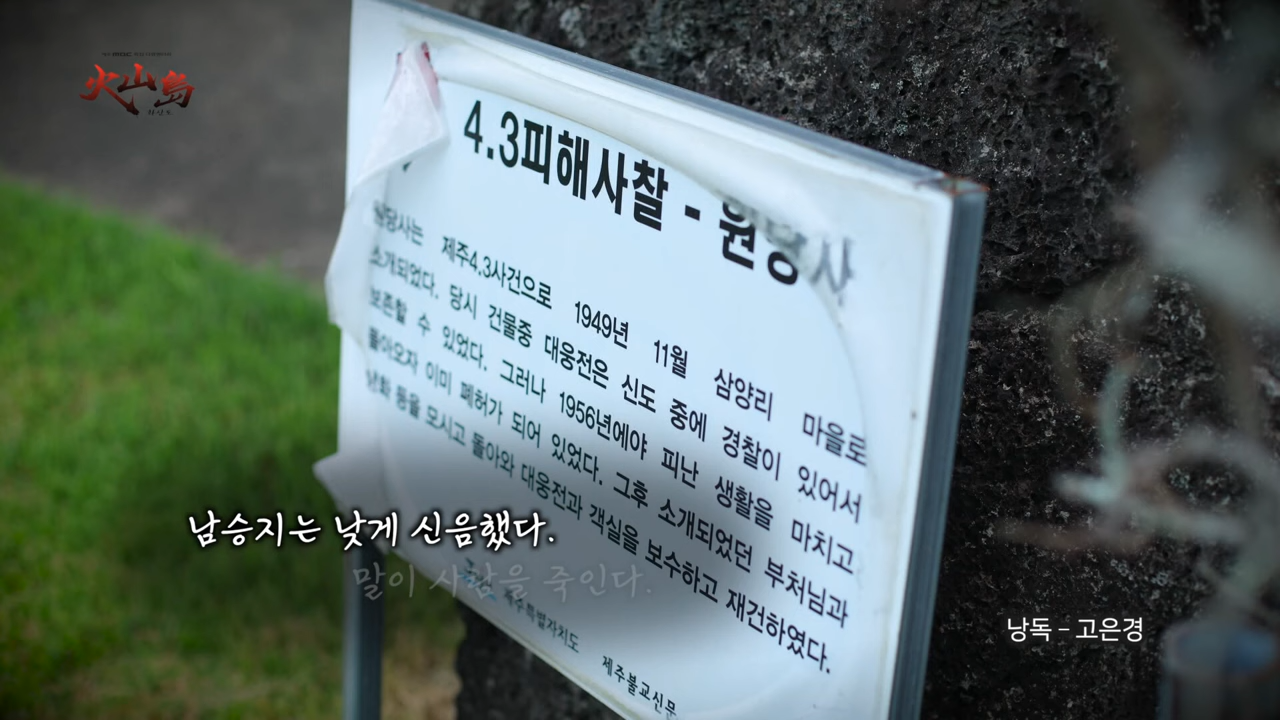 火山島
화산도
4.3피해사찰 - 원당사
원당사는 제주4.3사건으로 1949년 11월 삼양리 마을로
소개되었다. 당시 건물중 대웅전은 신도 중에 경찰이 있어서
보존할 수 있었다. 그러나 1956년에야 피난 생활을 마치고
돌아오자 이미 폐허가 되어 있었다. 그후 소개되었던 부처님과
탱화 등을 모시고 돌아와 대웅전과 객실을 보수하고 재건하였다.
제주특별자치도 제주불교신문
남승지는 낮게 신음했다.
말이 사람을 죽인다.
낭독 – 고은경